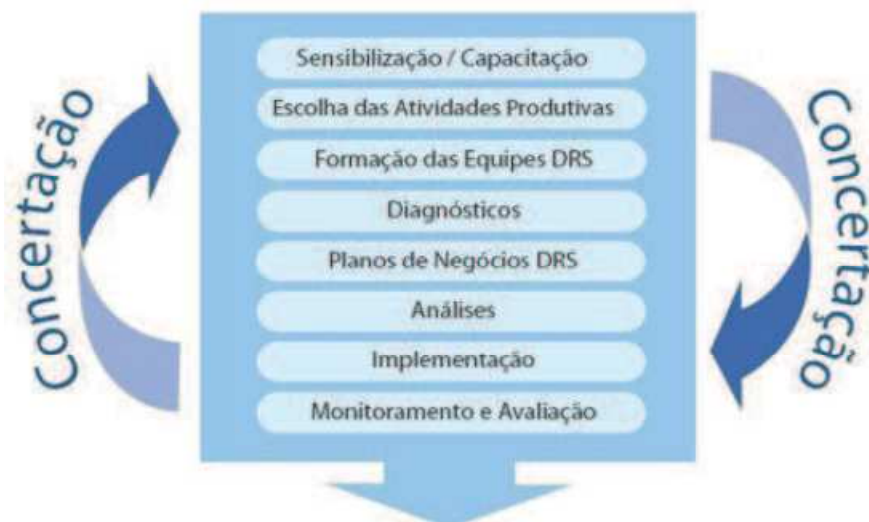 Concertação
Sensibilização / Capacitação
Escolha das Atividades Produtivas
Formação das Equipes DRS
Diagnósticos
Planos de Negócios DRS
Análises
Implementação
Monitoramento e Avaliação
Concertação